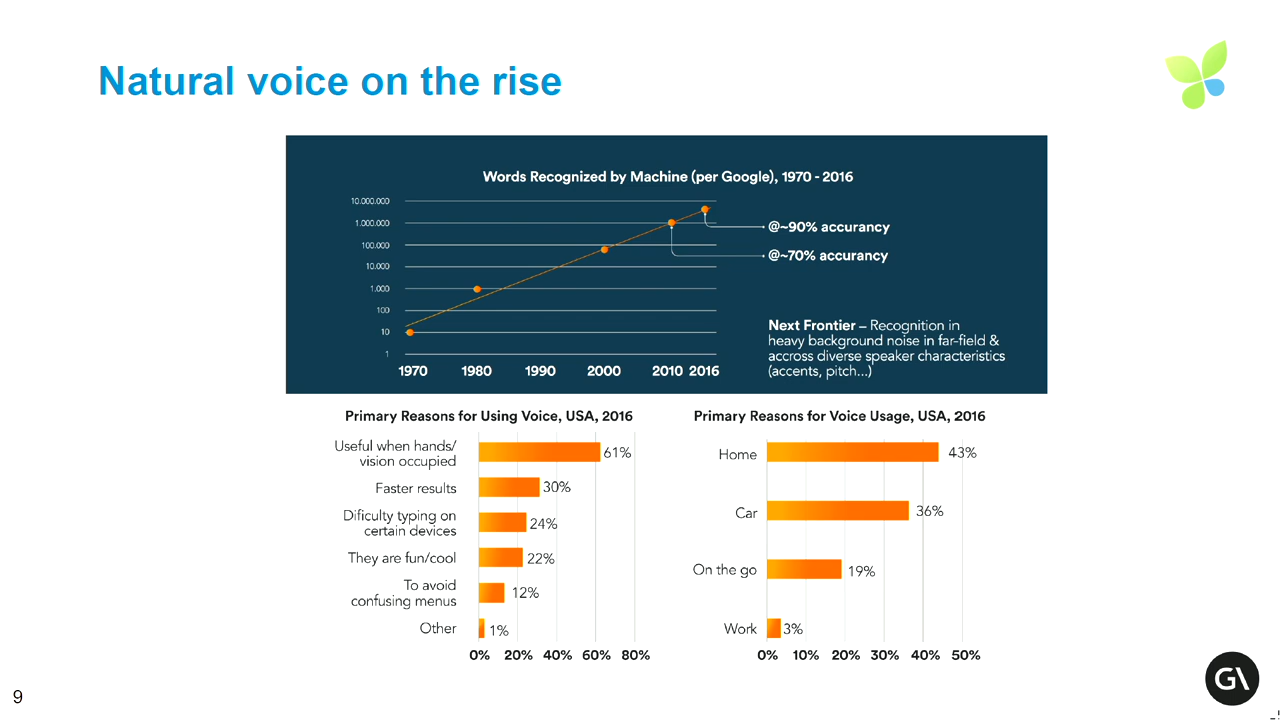 Natural voice on the rise
Words Recognized by Machine (per Google), 1970 - 2016
10.000.000
1.000.000
100.000
10.000
1.000
100
10
1
1970 1980 1990 2000 2010 2016
@~90% accurancy
@~70% accurancy
Next Frontier – Recognition in
heavy background noise in far-field &
accross diverse speaker characteristics
(accents, pitch...)
Primary Reasons for Using Voice, USA, 2016
Useful when hands/
vision occupied
61%
Faster results
30%
Dificulty typing on
certain devices
24%
They are fun/cool
22%
To avoid
confusing menus
12%
Other
1%
0% 20% 40% 60% 80%
Primary Reasons for Voice Usage, USA, 2016
Home
43%
Car
36%
On the go
19%
Work
3%
0% 10% 20% 30% 40% 50%
9
G\